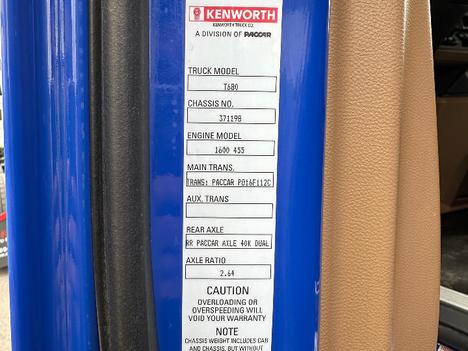 KENWORTH
KENWORTH TRUCK CO.
A DIVISION OF PACCAR
TRUCK MODEL
T680
CHASSIS NO.
371198
ENGINE MODEL
1600 455
MAIN TRANS.
TRANS: PACCAR PO16F112C
AUX. TRANS
REAR AXLE
RR PACCAR AXLE 40K DUAL
AXLE RATIO
2.64
CAUTION
OVERLOADING OR
OVERSPEEDING WILL
VOID YOUR WARRANTY
NOTE
CHASSIS WEIGHT INCLUDES CAB
AND CHASSIS, BUT WITHOUT